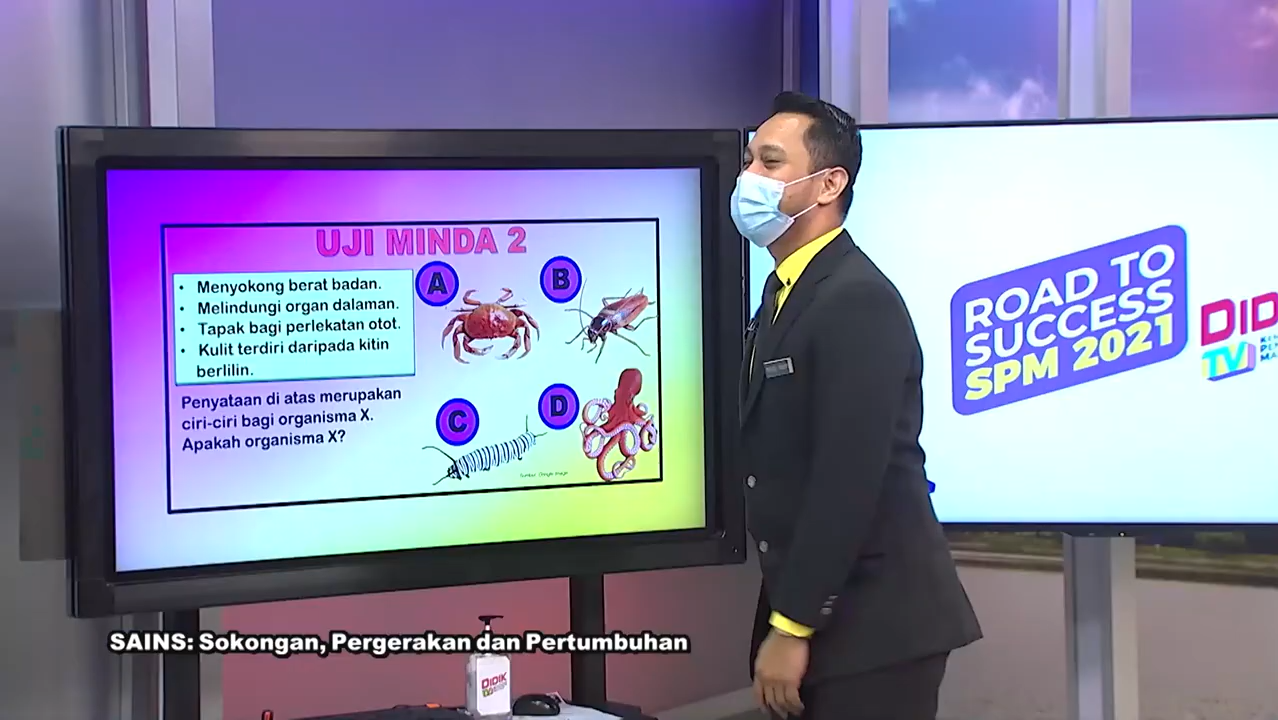 UJI MINDA 2
• Menyokong berat badan.
• Melindungi organ dalaman.
• Tapak bagi perlekatan otot.
• Kulit terdiri daripada kitin
berlilin.
Penyataan di atas merupakan
ciri-ciri bagi organisma X.
Apakah organisma X?
A
B
C
D
ROAD TO
SUCCESS
SPM 2021
DID
TV
SAINS: Sokongan, Pergerakan dan Pertumbuhan
DIDIK
TV